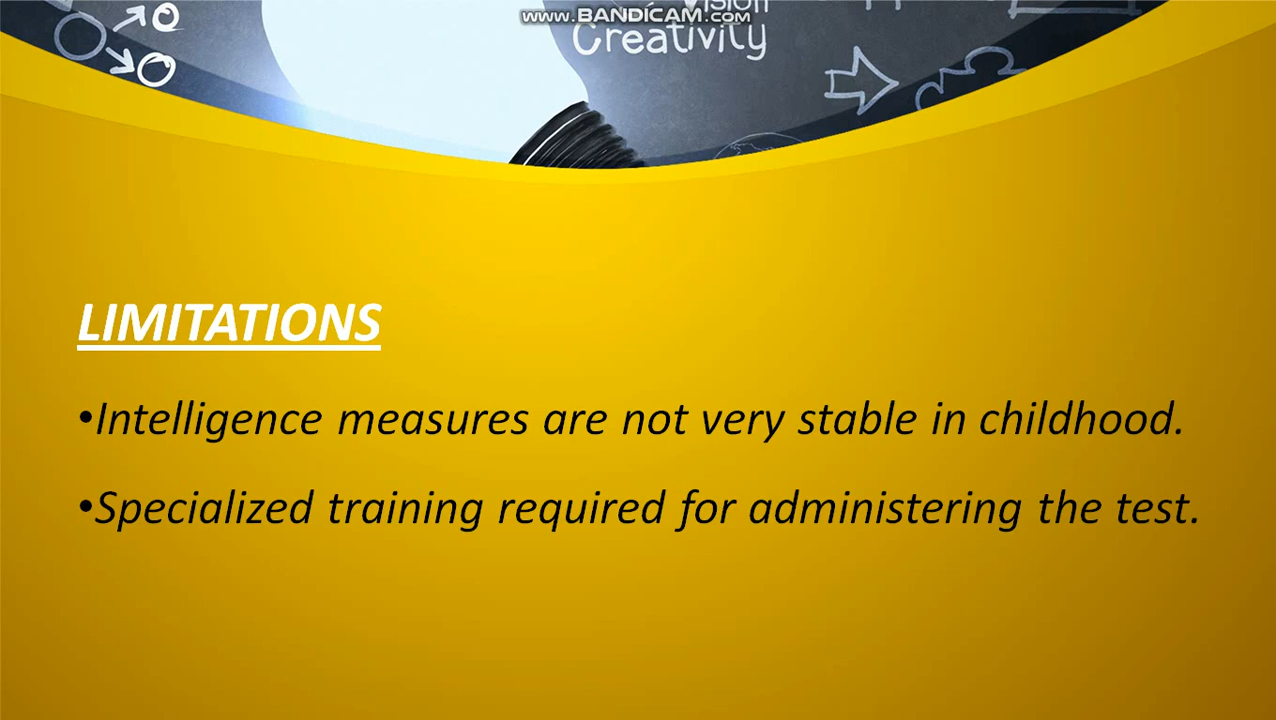 www.BANDICAM.com
Creativity
LIMITATIONS
•Intelligence measures are not very stable in childhood.
•Specialized training required for administering the test.